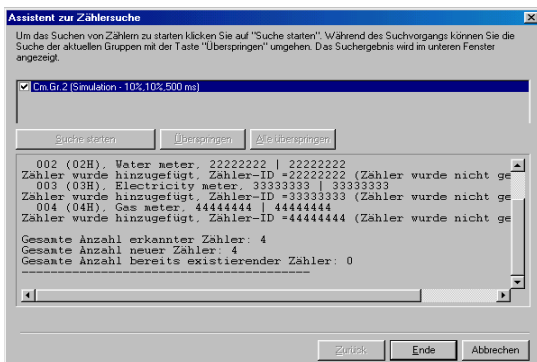 Assistent zur Zählersuche
Um das Suchen von Zählern zu starten klicken Sie auf "Suche starten". Während des Suchvorgangs können Sie die
Suche der aktuellen Gruppen mit der Taste "Überspringen" umgehen. Das Suchergebnis wird im unteren Fenster
angezeigt.
Cm.Gr.2 (Simulation - 10%,10%,500 ms)
Suche starten Überspringen Alle überspringen
002 (02H), Water meter, 22222222 | 22222222
Zähler wurde hinzugefügt, Zähler-ID =22222222 (Zähler wurde nicht ge
003 (03H), Electricity meter, 33333333 | 33333333
Zähler wurde hinzugefügt, Zähler-ID =33333333 (Zähler wurde nicht ge
004 (04H), Gas meter, 44444444 | 44444444
Zähler wurde hinzugefügt, Zähler-ID =44444444 (Zähler wurde nicht ge
Gesamte Anzahl erkannter Zähler: 4
Gesamte Anzahl neuer Zähler: 4
Gesamte Anzahl bereits existierender Zähler: 0
----------------------------------------
Zurück Ende Abbrechen